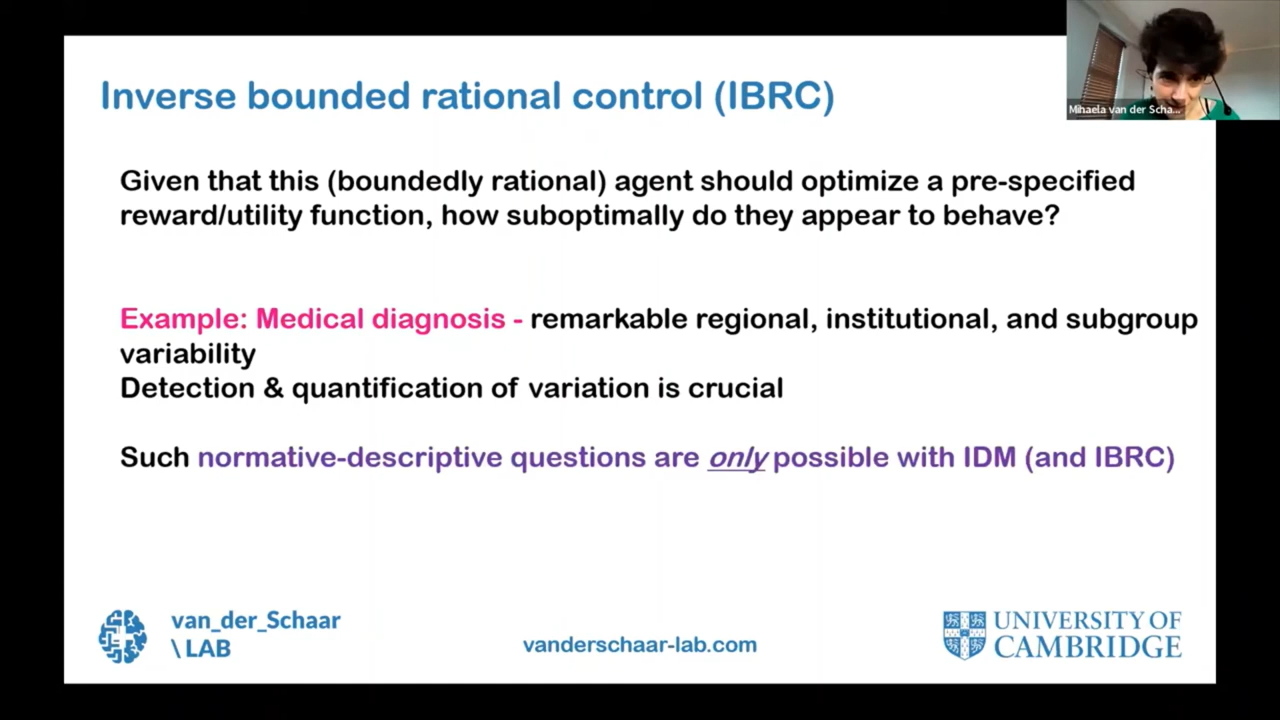 Inverse bounded rational control (IBRC)
Mihaela van der Scha...
Given that this (boundedly rational) agent should optimize a pre-specified
reward/utility function, how suboptimally do they appear to behave?
Example: Medical diagnosis - remarkable regional, institutional, and subgroup
variability
Detection & quantification of variation is crucial
Such normative-descriptive questions are only possible with IDM (and IBRC)
van_der_Schaar
\ LAB
vanderschaar-lab.com
UNIVERSITY OF
CAMBRIDGE